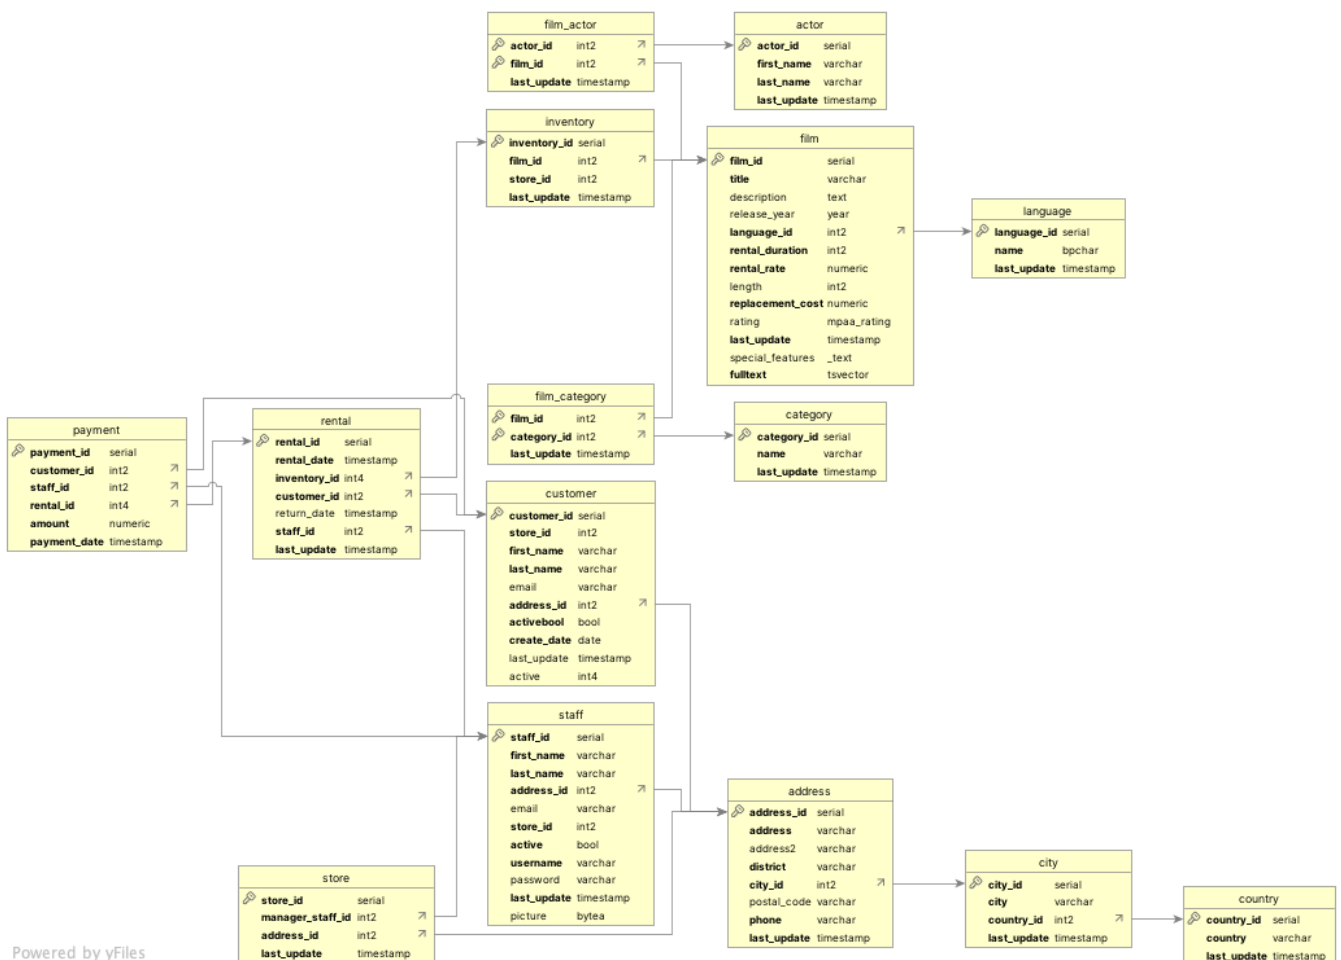 film_actor
actor_id int2
film_id int2
last_update timestamp
actor
actor_id serial
first_name varchar
last_name varchar
last_update timestamp
inventory
inventory_id serial
film_id int2
store_id int2
last_update timestamp
film
film_id serial
title varchar
description text
release_year year
language_id int2
rental_duration int2
rental_rate numeric
length int2
replacement_cost numeric
rating mpaa_rating
last_update timestamp
special_features _text
fulltext tsvector
language
language_id serial
name bpchar
last_update timestamp
film_category
film_id int2
category_id int2
last_update timestamp
category
category_id serial
name varchar
last_update timestamp
payment
payment_id serial
customer_id int2
staff_id int2
rental_id int4
amount numeric
payment_date timestamp
rental
rental_id serial
rental_date timestamp
inventory_id int4
customer_id int2
return_date timestamp
staff_id int2
last_update timestamp
customer
customer_id serial
store_id int2
first_name varchar
last_name varchar
email varchar
address_id int2
activebool bool
create_date date
last_update timestamp
active int4
staff
staff_id serial
first_name varchar
last_name varchar
address_id int2
email varchar
store_id int2
active bool
username varchar
password varchar
last_update timestamp
picture bytea
address
address_id serial
address varchar
address2 varchar
district varchar
city_id int2
postal_code varchar
phone varchar
last_update timestamp
store
store_id serial
manager_staff_id int2
address_id int2
last_update timestamp
city
city_id serial
city varchar
country_id int2
last_update timestamp
country
country_id serial
country varchar
last_update timestamp
Powered by yFiles